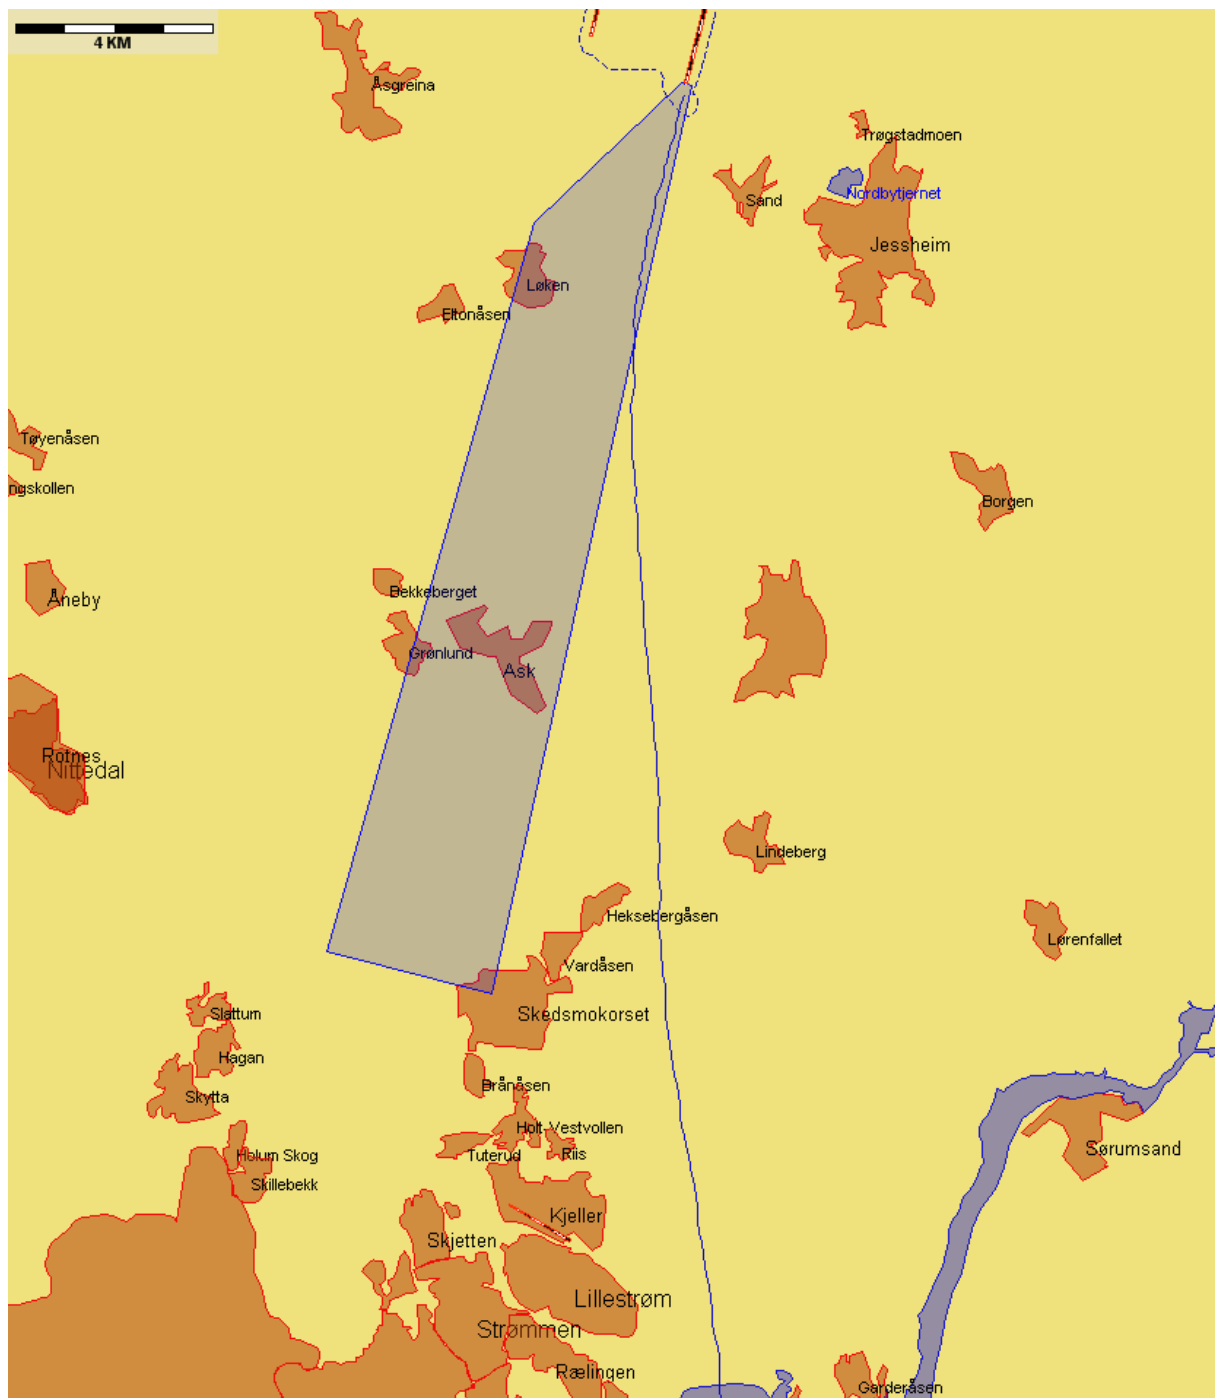 4 KM
Åsgreina
Trøgstadmoen
Nordbytjernet
Sand
Jessheim
Løken
Eltonåsen
Tøyenåsen
ngskollen
Borgen
Bekkeberget
Åneby
Grønlund
Ask
Rotnes
Nittedal
Lindeberg
Heksebergåsen
Lørenfallet
Vardåsen
Slattum
Skedsmokorset
Hagan
Brånåsen
Skytta
Holt-Vestvollen
Tuterud
Riis
Holum Skog
Sørumsand
Skillebekk
Kjeller
Skjetten
Lillestrøm
Strømmen
Rælingen
Garderåsen